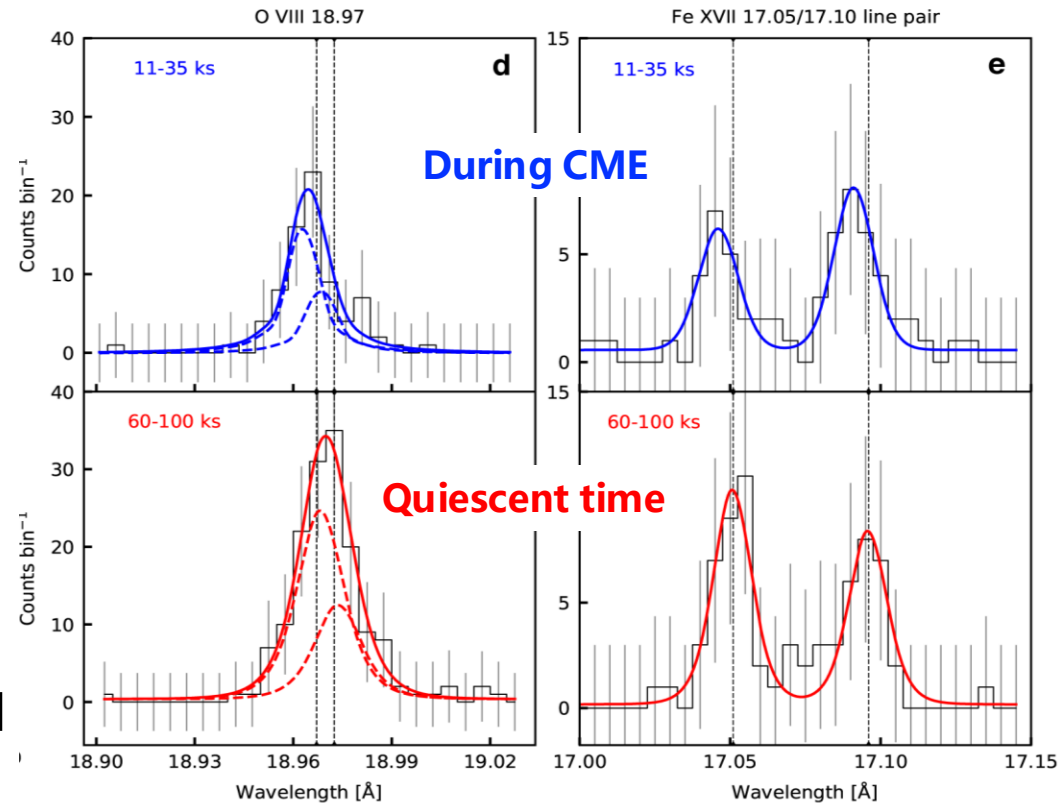 O VIII 18.97
Fe XVII 17.05/17.10 line pair
40
30
20
10
0
Counts bin⁻¹
11-35 ks
d
15
5
0
11-35 ks
e
During CME
40
30
20
10
0
Counts bin⁻¹
60-100 ks
15
5
0
60-100 ks
Quiescent time
18.90
18.93
18.96
18.99
19.02
Wavelength [Å]
17.00
17.05
17.10
17.15
Wavelength [Å]